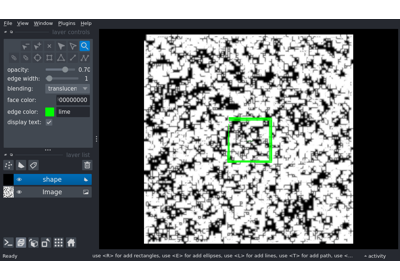 File View Window Plugins Help
layer controls
opacity: 0.70
edge width: 1
blending: translucen
face color: 00000000
edge color: lime
display text:
layer list
shape
Image
Ready
use <R> for add rectangles, use <E> for add ellipses, use <L> for add lines, use <T> for add path, use <...
activity